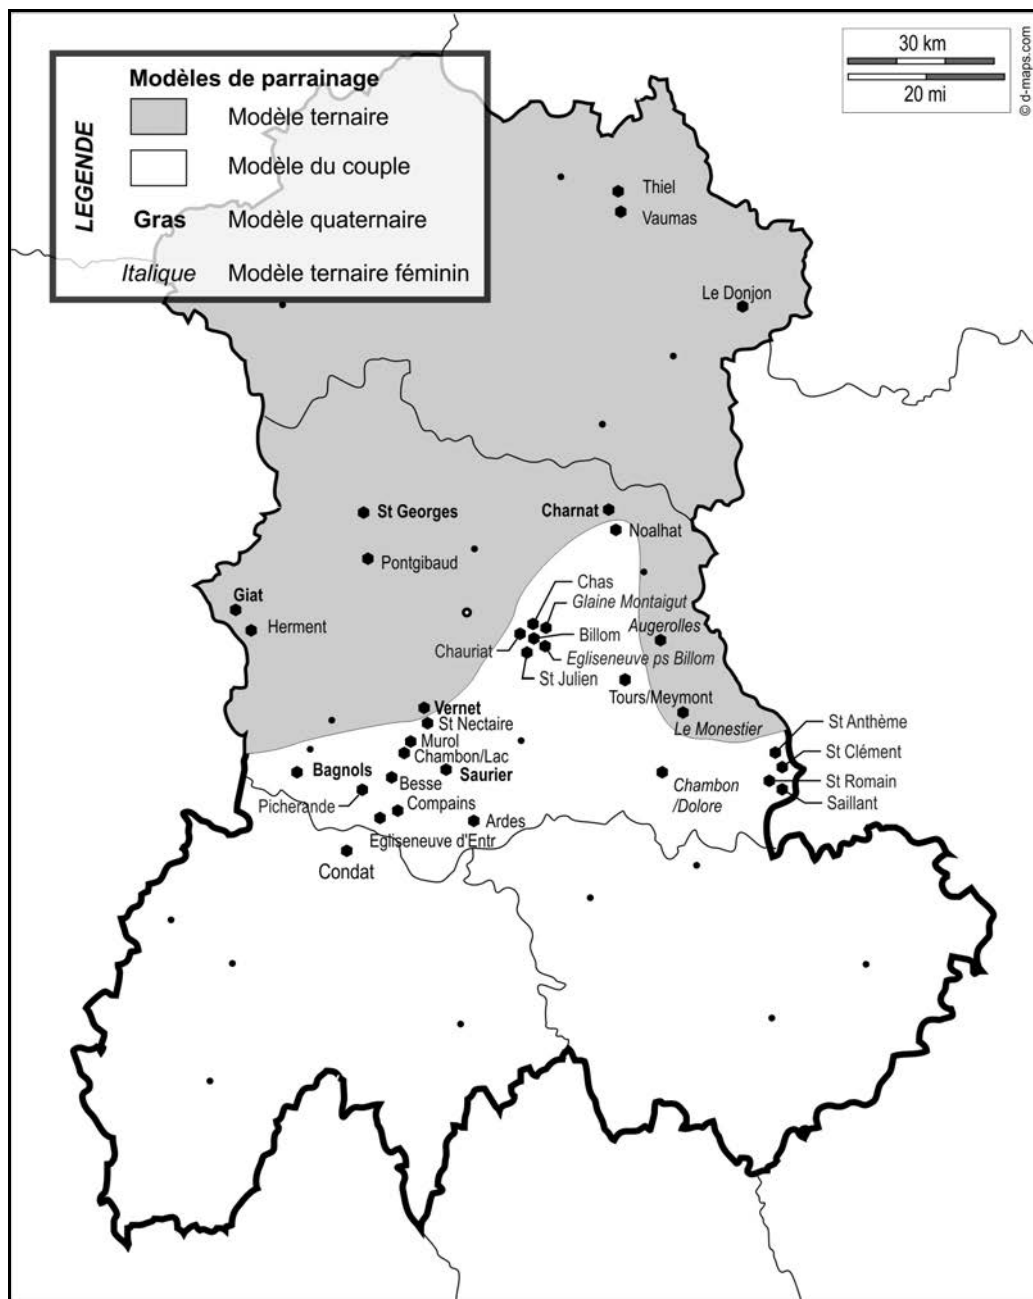 LEGENDE
Modèles de parrainage
Modèle ternaire
Modèle du couple
Gras Modèle quaternaire
Italique Modèle ternaire féminin
30 km
20 mi
© d-maps.com
Thiel
Vaumas
Le Donjon
St Georges
Charnat
Noalhat
Pontgibaud
Chas
Giat
Glaine Montaigut
Herment
Billom
Augerolles
Chauriat
Egliseneuve ps Billom
St Julien
Tours/Meymont
Vernet
St Nectaire
Le Monestier
St Anthème
Murol
Chambon/Lac
St Clément
Bagnols
Saurier
Besse
Chambon
/Dolore
St Romain
Picherande
Saillant
Compains
Ardes
Egliseneuve d'Entr
Condat